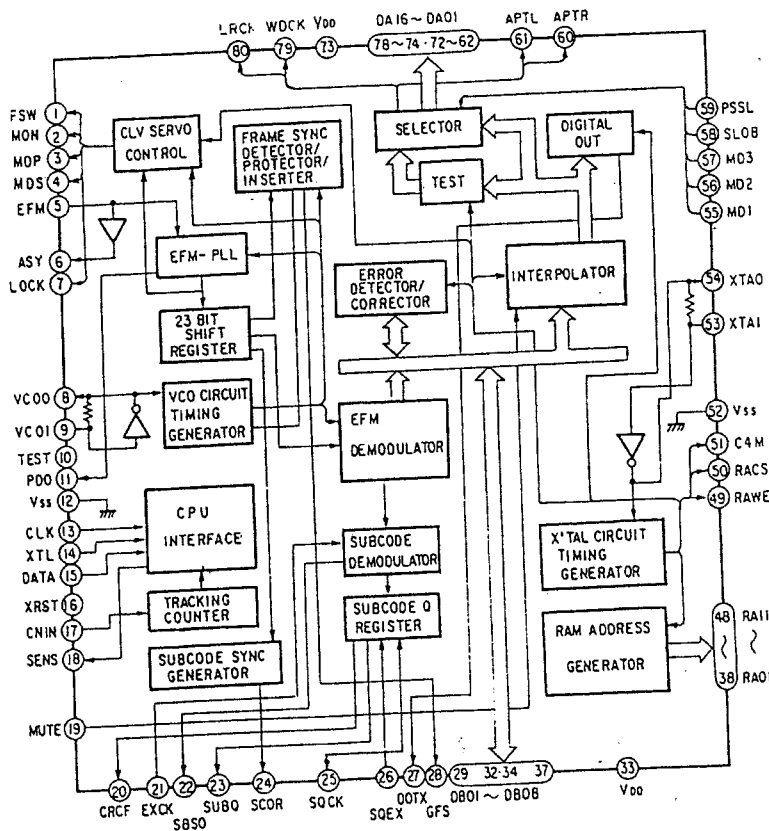 LRCK WDCK VDD DA16～DA01 APTL APTR
80 79 73 78～74·72～62 61 60
FSW 1
MON 2
MOP 3
MDS 4
EFM 5
ASY 6
LOCK 7
VCOO 8
VCOI 9
TEST 10
PDO 11
Vss 12
CLK 13
XTL 14
DATA 15
XRST 16
CNIN 17
SENS 18
MUTE 19
CLV SERVO
CONTROL
FRAME SYNC
DETECTOR/
PROTECTOR/
INSERTER
SELECTOR
DIGITAL
OUT
TEST
EFM-PLL
ERROR
DETECTOR/
CORRECTOR
INTERPOLATOR
23 BIT
SHIFT
REGISTER
VCO CIRCUIT
TIMING
GENERATOR
EFM
DEMODULATOR
CPU
INTERFACE
SUBCODE
DEMODULATOR
X'TAL CIRCUIT
TIMING
GENERATOR
TRACKING
COUNTER
SUBCODE Q
REGISTER
RAM ADDRESS
GENERATOR
SUBCODE SYNC
GENERATOR
59 PSSL
58 SLOB
57 MD3
56 MD2
55 MD1
54 XTAO
53 XTAI
52 Vss
51 C4M
50 RACS
49 RAWE
48 RA11
～
38 RA01
20 21 22 23 24 25 26 27 28 29 32·34 37 33
CRCF EXCK SBSO SUBQ SCOR SQCK SQEX DOTX GFS DB01～DB08 VDD